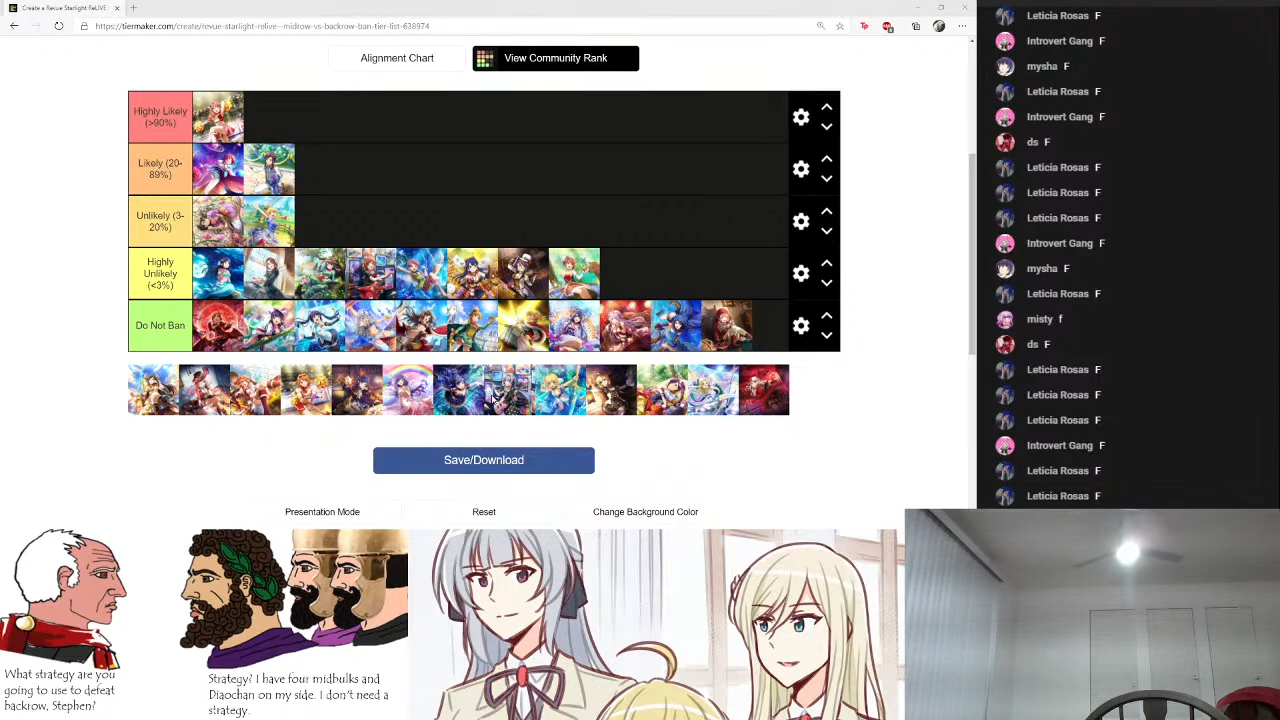 Create a Revue Starlight ReLIVE
https://tiermaker.com/create/revue-starlight-relive--midrow-vs-backrow-ban-tier-list-638974
Alignment Chart
View Community Rank
Highly Likely
(>90%)
Likely (20-
89%)
Unlikely (3-
20%)
Highly
Unlikely
(<3%)
Do Not Ban
Save/Download
Presentation Mode
Reset
Change Background Color
What strategy are you
going to use to defeat
backrow, Stephen?
Strategy? I have four midbulks and
Diaochan on my side. I don't need a
strategy.
Leticia Rosas F
Introvert Gang F
mysha F
Leticia Rosas F
Introvert Gang F
ds F
Leticia Rosas F
Leticia Rosas F
Leticia Rosas F
Introvert Gang F
mysha F
Leticia Rosas F
misty f
ds F
Leticia Rosas F
Leticia Rosas F
Leticia Rosas F
Introvert Gang F
Leticia Rosas F
Leticia Rosas F